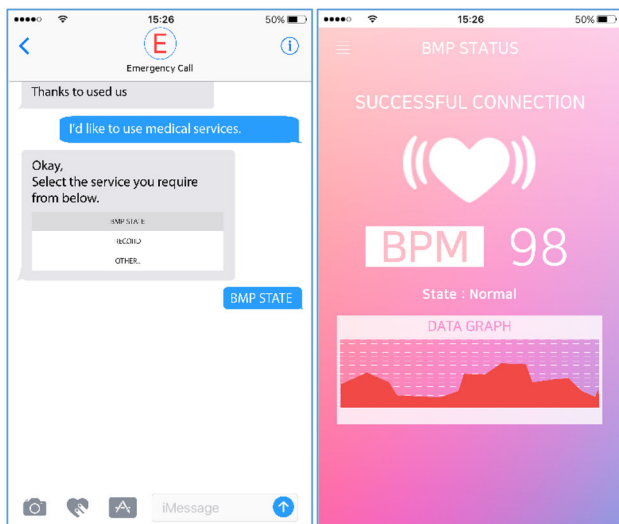 15:26
50%
E
Emergency Call
Thanks to used us
I'd like to use medical services.
Okay,
Select the service you require
from below.
BMP STATE
RECORD
OTHER..
BMP STATE
iMessage
15:26
50%
BMP STATUS
SUCCESSFUL CONNECTION
BPM 98
State : Normal
DATA GRAPH